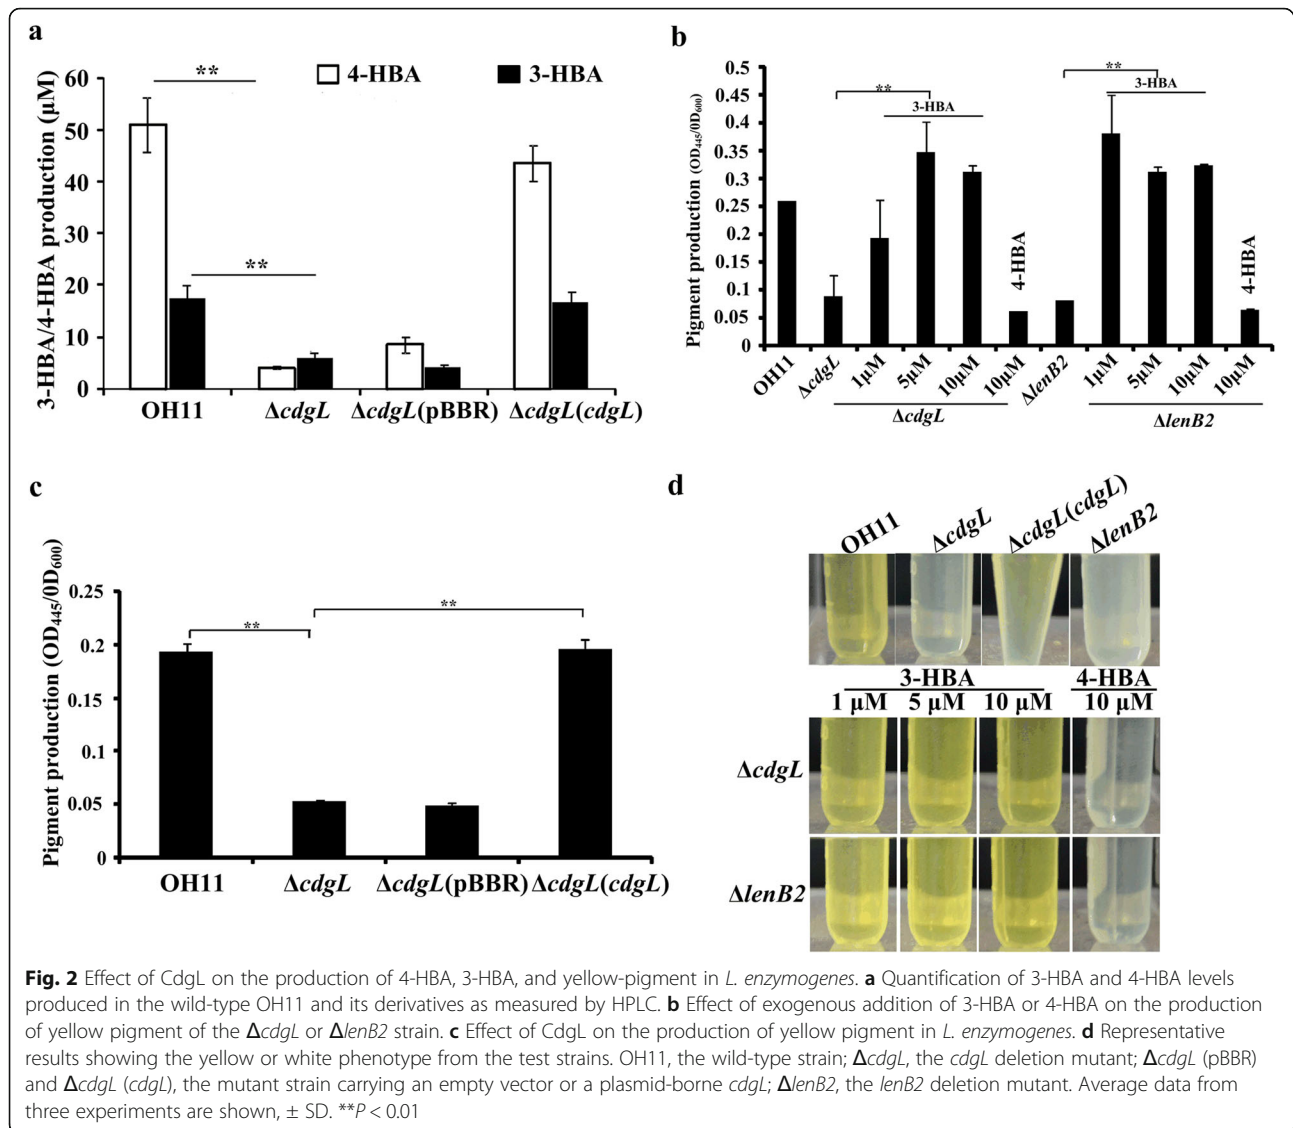 a
** 4-HBA 3-HBA
3-HBA/4-HBA production (µM)
60
50
40
30
20
10
0
**
OH11 ΔcdgL ΔcdgL(pBBR) ΔcdgL(cdgL)
b
Pigment production (OD445/0D600)
0.5
0.45
0.4
0.35
0.3
0.25
0.2
0.15
0.1
0.05
0
** **
3-HBA 3-HBA
4-HBA 4-HBA
OH11 ΔcdgL 1µM 5µM 10µM 10µM ΔlenB2 1µM 5µM 10µM 10µM
ΔcdgL ΔlenB2
c
Pigment production (OD445/0D600)
0.25
0.2
0.15
0.1
0.05
0
** **
OH11 ΔcdgL ΔcdgL(pBBR) ΔcdgL(cdgL)
d
OH11 ΔcdgL ΔcdgL(cdgL) ΔlenB2
3-HBA 4-HBA
1 µM 5 µM 10 µM 10 µM
ΔcdgL
ΔlenB2
Fig. 2 Effect of CdgL on the production of 4-HBA, 3-HBA, and yellow-pigment in L. enzymogenes. a Quantification of 3-HBA and 4-HBA levels
produced in the wild-type OH11 and its derivatives as measured by HPLC. b Effect of exogenous addition of 3-HBA or 4-HBA on the production
of yellow pigment of the ΔcdgL or ΔlenB2 strain. c Effect of CdgL on the production of yellow pigment in L. enzymogenes. d Representative
results showing the yellow or white phenotype from the test strains. OH11, the wild-type strain; ΔcdgL, the cdgL deletion mutant; ΔcdgL (pBBR)
and ΔcdgL (cdgL), the mutant strain carrying an empty vector or a plasmid-borne cdgL; ΔlenB2, the lenB2 deletion mutant. Average data from
three experiments are shown, ± SD. **P < 0.01